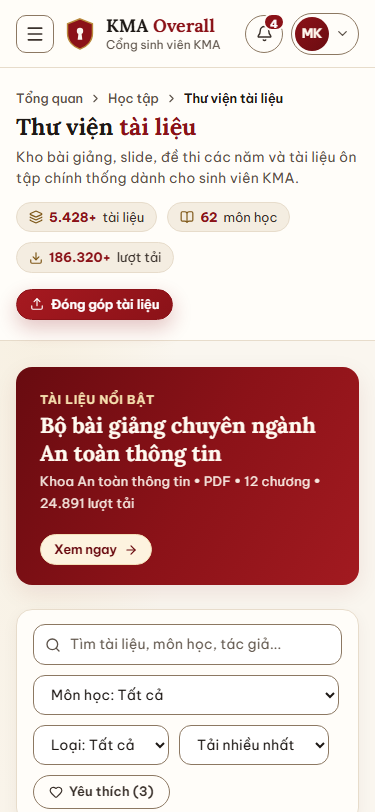 KMA Overall
Cổng sinh viên KMA
4
MK
Tổng quan > Học tập > Thư viện tài liệu
Thư viện tài liệu
Kho bài giảng, slide, đề thi các năm và tài liệu ôn
tập chính thống dành cho sinh viên KMA.
5.428+ tài liệu
62 môn học
186.320+ lượt tải
Đóng góp tài liệu
TÀI LIỆU NỔI BẬT
Bộ bài giảng chuyên ngành
An toàn thông tin
Khoa An toàn thông tin • PDF • 12 chương •
24.891 lượt tải
Xem ngay →
Tìm tài liệu, môn học, tác giả...
Môn học: Tất cả
Loại: Tất cả
Tải nhiều nhất
Yêu thích (3)